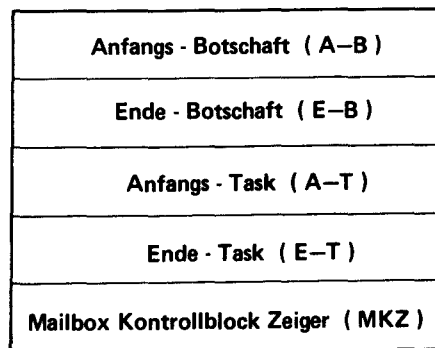 Anfangs - Botschaft ( A—B )
Ende - Botschaft ( E—B )
Anfangs - Task ( A—T )
Ende - Task ( E—T )
Mailbox Kontrollblock Zeiger ( MKZ )